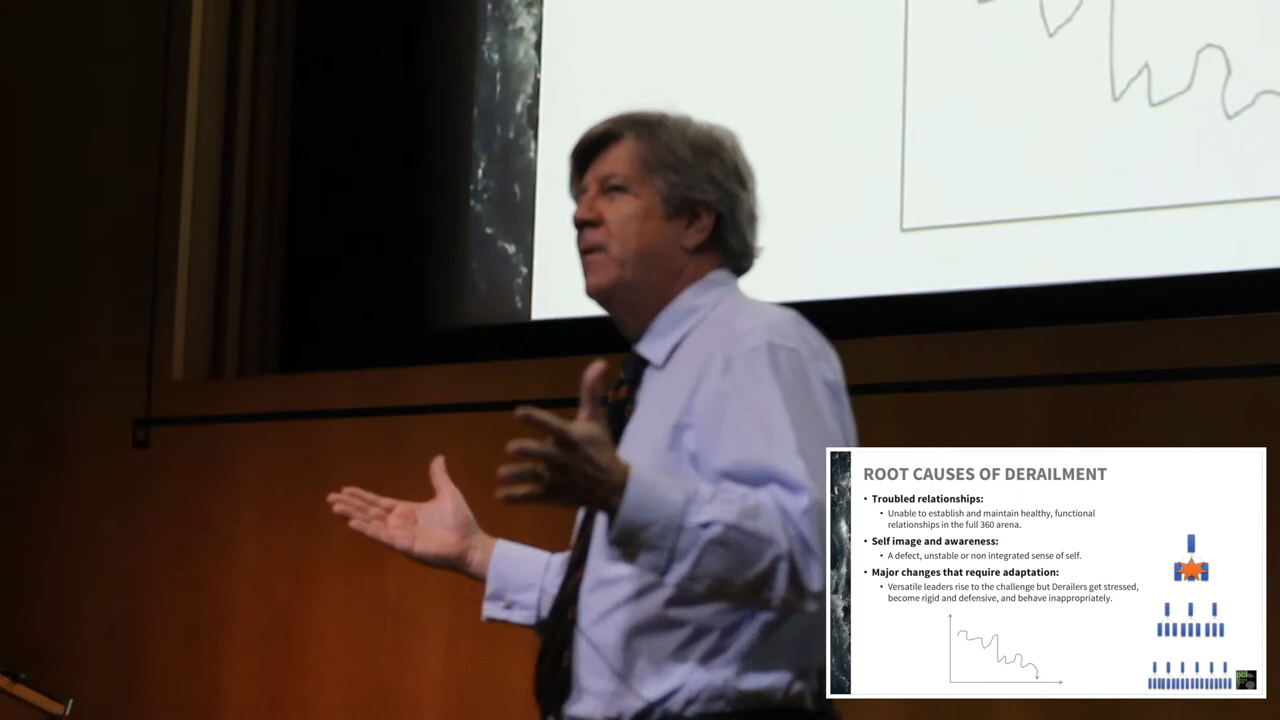 ROOT CAUSES OF DERAILMENT
• Troubled relationships:
• Unable to establish and maintain healthy, functional
relationships in the full 360 arena.
• Self image and awareness:
• A defect, unstable or non integrated sense of self.
• Major changes that require adaptation:
• Versatile leaders rise to the challenge but Derailers get stressed,
become rigid and defensive, and behave inappropriately.